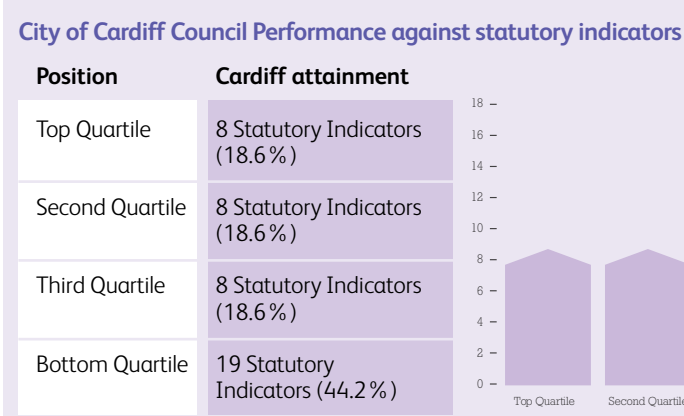 City of Cardiff Council Performance against statutory indicators
Position
Cardiff attainment
Top Quartile
8 Statutory Indicators
(18.6%)
Second Quartile
8 Statutory Indicators
(18.6%)
Third Quartile
8 Statutory Indicators
(18.6%)
Bottom Quartile
19 Statutory
Indicators (44.2%)
18
16
14
12
10
8
6
4
2
0
Top Quartile
Second Quartile